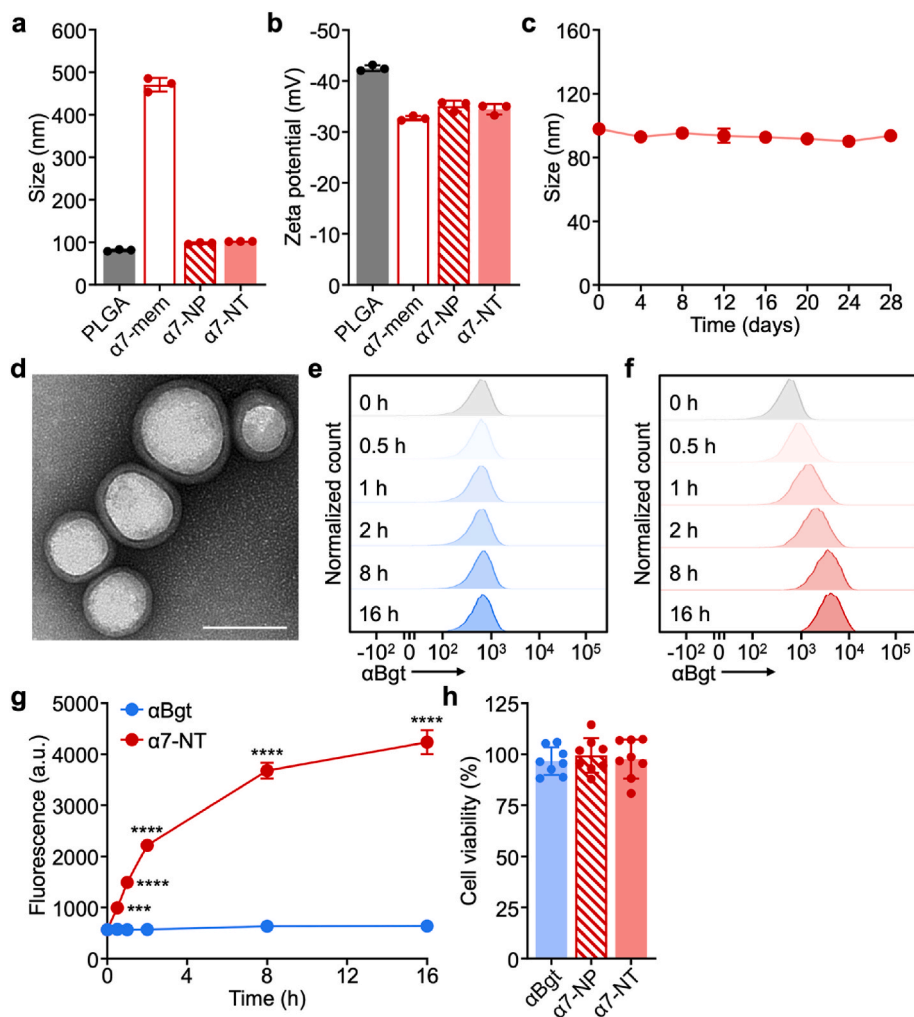 a
Size (nm)
600
500
400
300
200
100
0
PLGA
α7-mem
α7-NP
α7-NT
b
Zeta potential (mV)
-50
-40
-30
-20
-10
0
PLGA
α7-mem
α7-NP
α7-NT
c
Size (nm)
160
120
80
40
0
0 4 8 12 16 20 24 28
Time (days)
d
e
Normalized count
0 h
0.5 h
1 h
2 h
8 h
16 h
-10² 0 10² 10³ 10⁴ 10⁵
αBgt
f
Normalized count
0 h
0.5 h
1 h
2 h
8 h
16 h
-10² 0 10² 10³ 10⁴ 10⁵
αBgt
g
Fluorescence (a.u.)
5000
4000
3000
2000
1000
0
αBgt
α7-NT
***
****
****
****
****
0 4 8 12 16
Time (h)
h
Cell viability (%)
125
100
75
50
25
0
αBgt
α7-NP
α7-NT